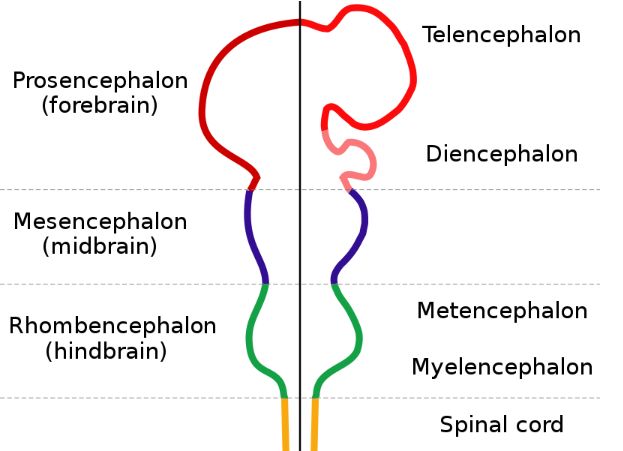 Telencephalon
Prosencephalon
(forebrain)
Diencephalon
Mesencephalon
(midbrain)
Metencephalon
Rhombencephalon
(hindbrain)
Myelencephalon
Spinal cord